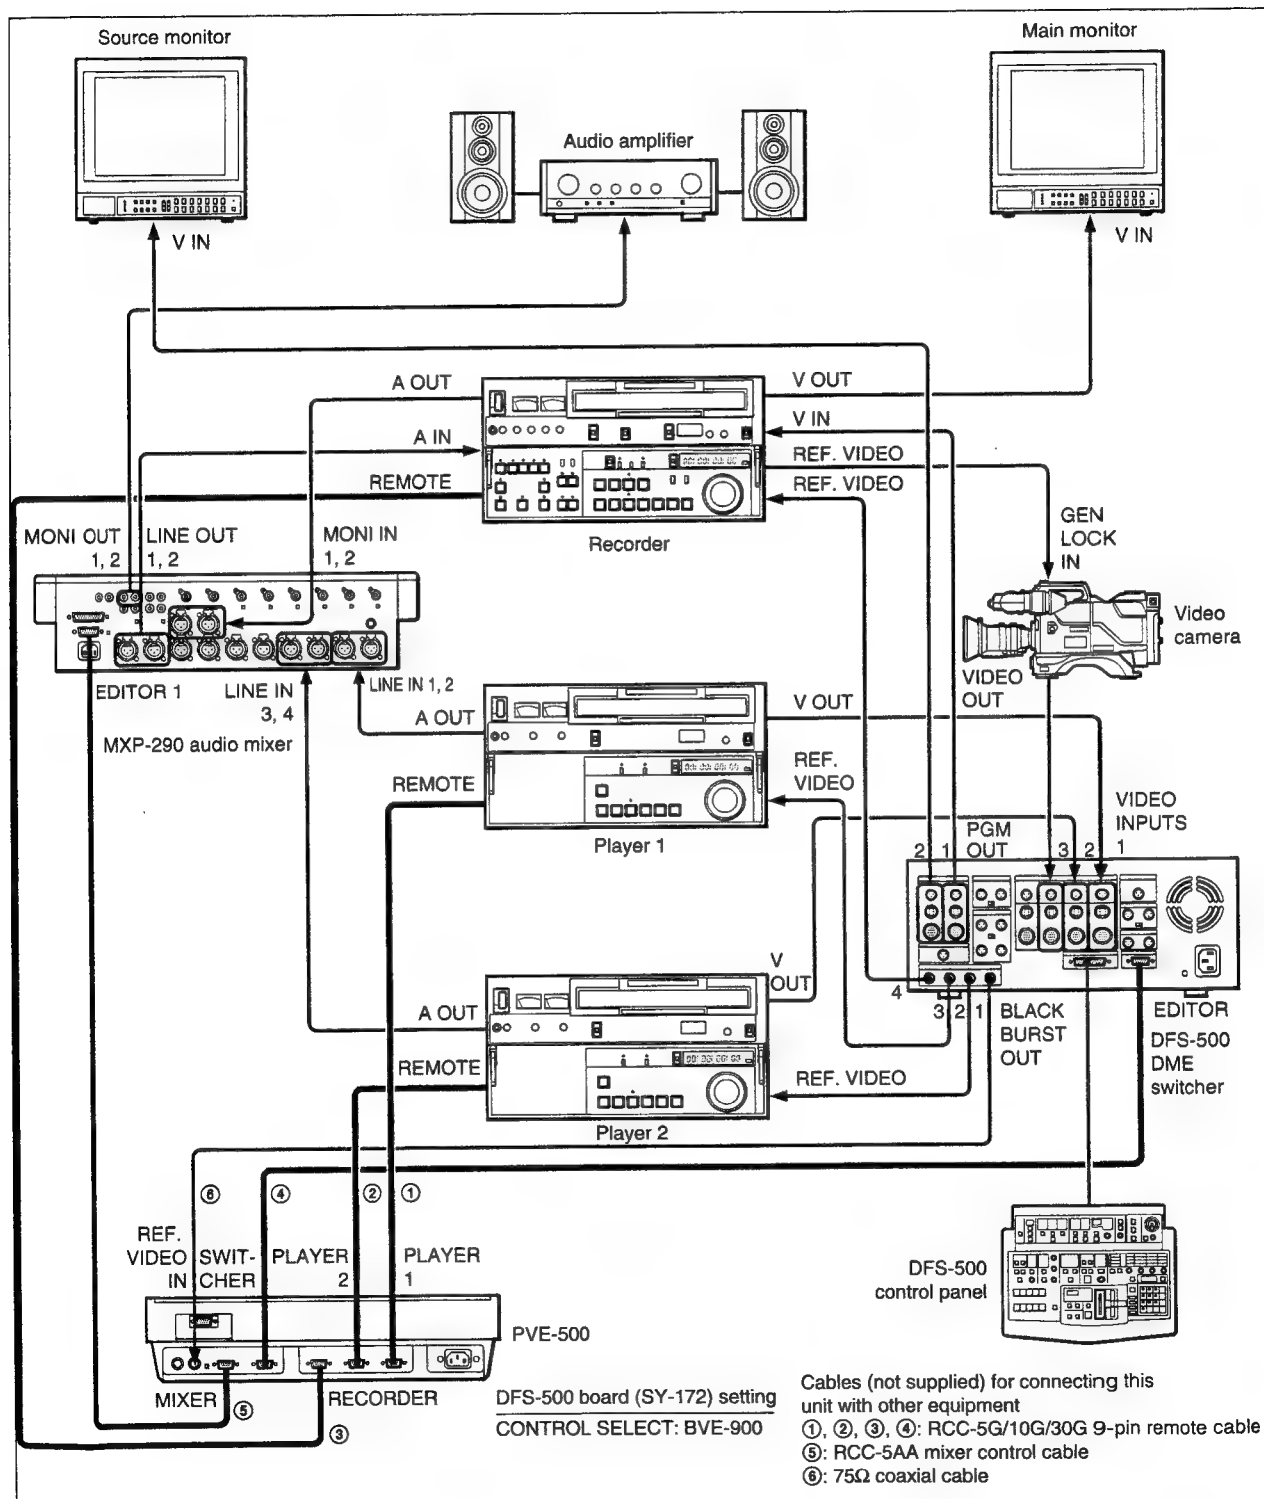 Source monitor
Main monitor
Audio amplifier
V IN
V IN
A OUT
V OUT
V IN
A IN
REF. VIDEO
REMOTE
REF. VIDEO
MONI OUT
1, 2
LINE OUT
1, 2
MONI IN
1, 2
Recorder
GEN
LOCK
IN
Video
camera
VIDEO
OUT
EDITOR 1
LINE IN
3, 4
LINE IN 1, 2
MXP-290 audio mixer
A OUT
V OUT
REMOTE
REF.
VIDEO
Player 1
VIDEO
INPUTS
2
1
PGM
OUT
3
2
1
V
OUT
A OUT
4
3
2
1
BLACK
BURST
OUT
EDITOR
DFS-500
DME
switcher
REMOTE
REF. VIDEO
Player 2
⑥
④
②
①
REF.
VIDEO
IN
SWIT-
CHER
PLAYER
2
PLAYER
1
DFS-500
control panel
PVE-500
MIXER
⑤
RECORDER
③
DFS-500 board (SY-172) setting
CONTROL SELECT: BVE-900
Cables (not supplied) for connecting this
unit with other equipment
①, ②, ③, ④: RCC-5G/10G/30G 9-pin remote cable
⑤: RCC-5AA mixer control cable
⑥: 75Ω coaxial cable